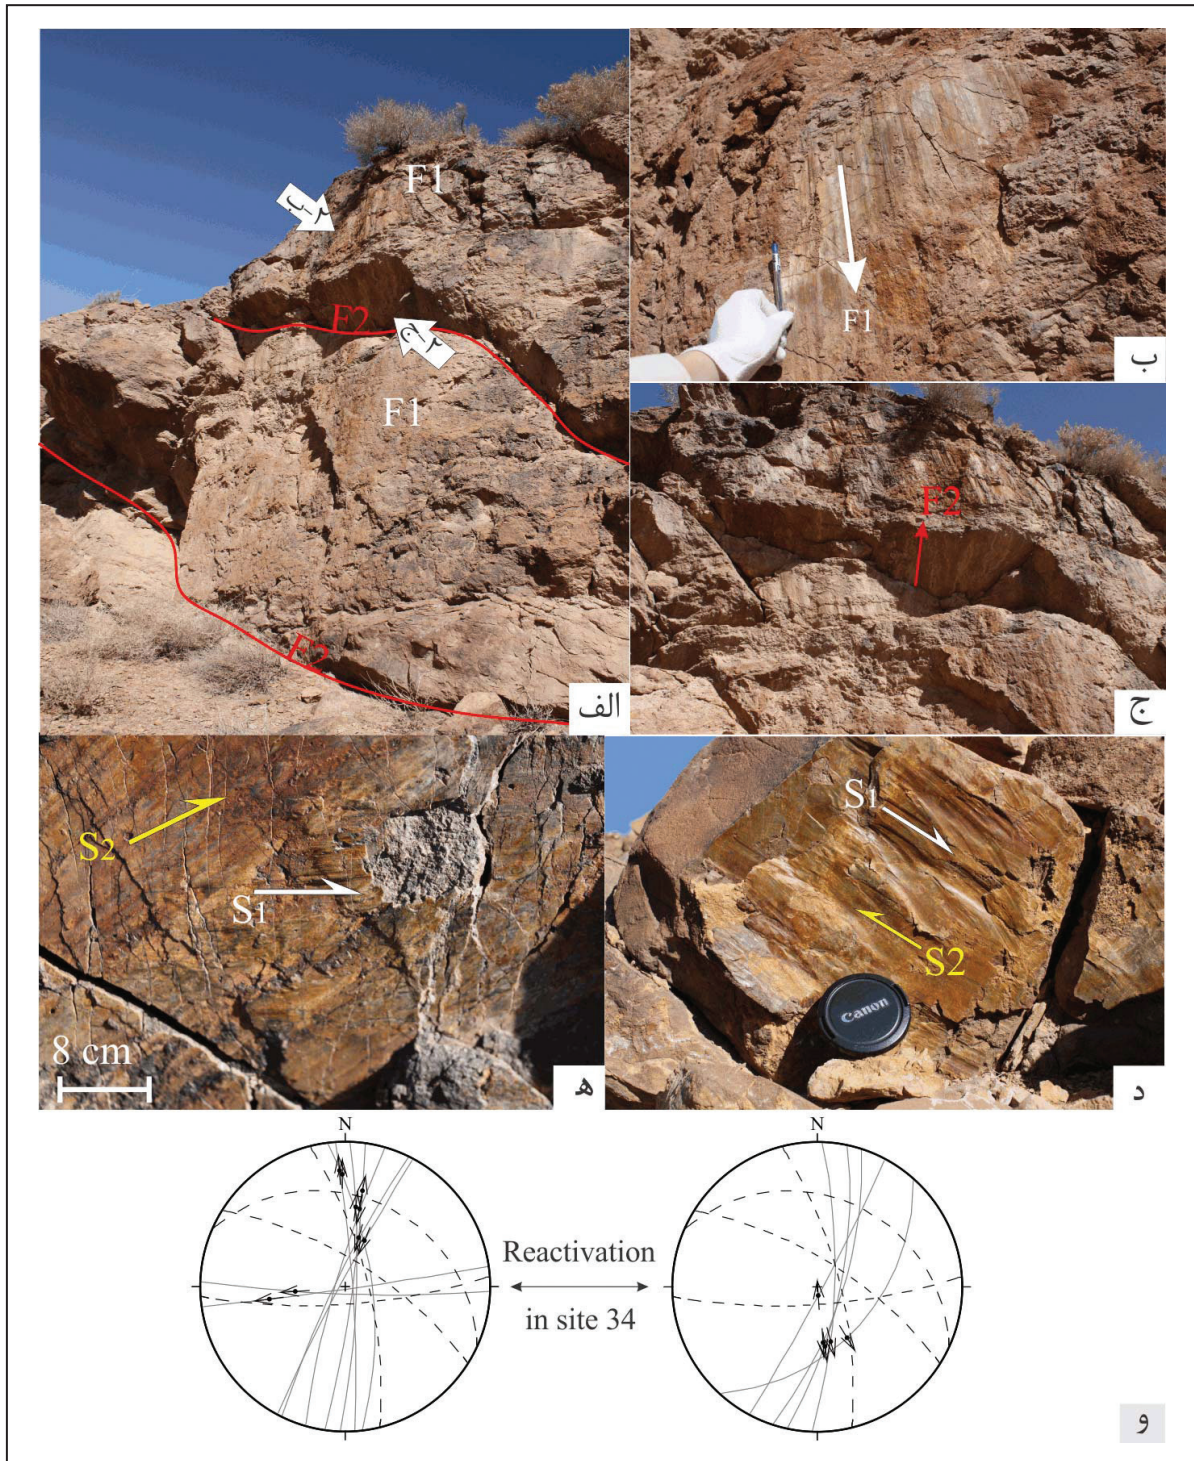 F1
۲-ب
F2
۲-ج
F1
F2
الف
F1
ب
F2
ج
S2
S1
8 cm
ه
S1
S2
Canon
د
N
N
Reactivation
in site 34
و